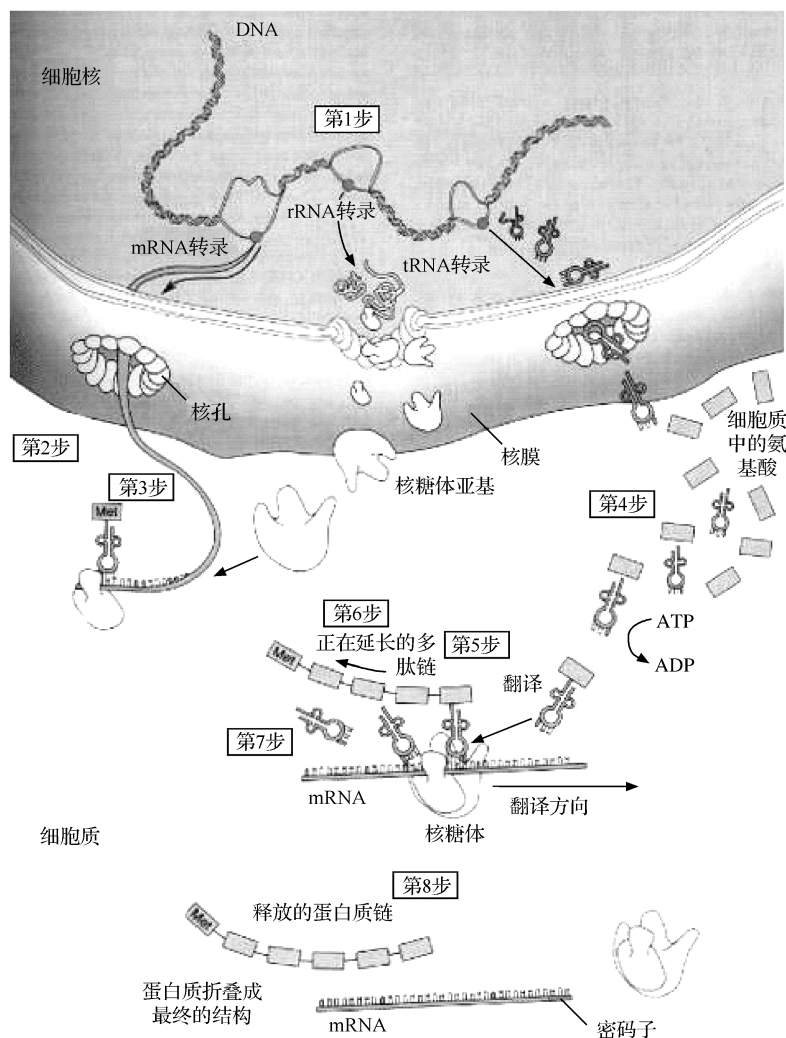 DNA
细胞核
第1步
rRNA转录
mRNA转录
tRNA转录
核孔
核膜
细胞质
中的氨
基酸
第2步
第3步
Met
核糖体亚基
第4步
ATP
ADP
第6步
正在延长的多
肽链
第5步
Met
翻译
第7步
mRNA
核糖体
翻译方向
细胞质
第8步
释放的蛋白质链
Met
蛋白质折叠成
最终的结构
mRNA
密码子